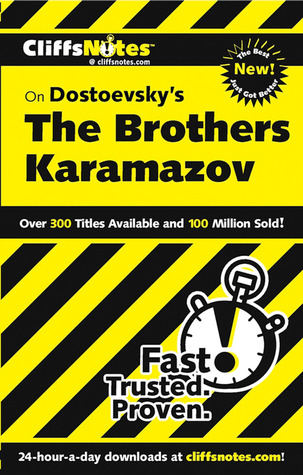 CliffsNotes™
@ cliffsnotes.com
The Best
New!
Just Got Better
On Dostoevsky's
The Brothers
Karamazov
Over 300 Titles Available and 100 Million Sold!
Fast.
Trusted.
Proven.
24-hour-a-day downloads at cliffsnotes.com!